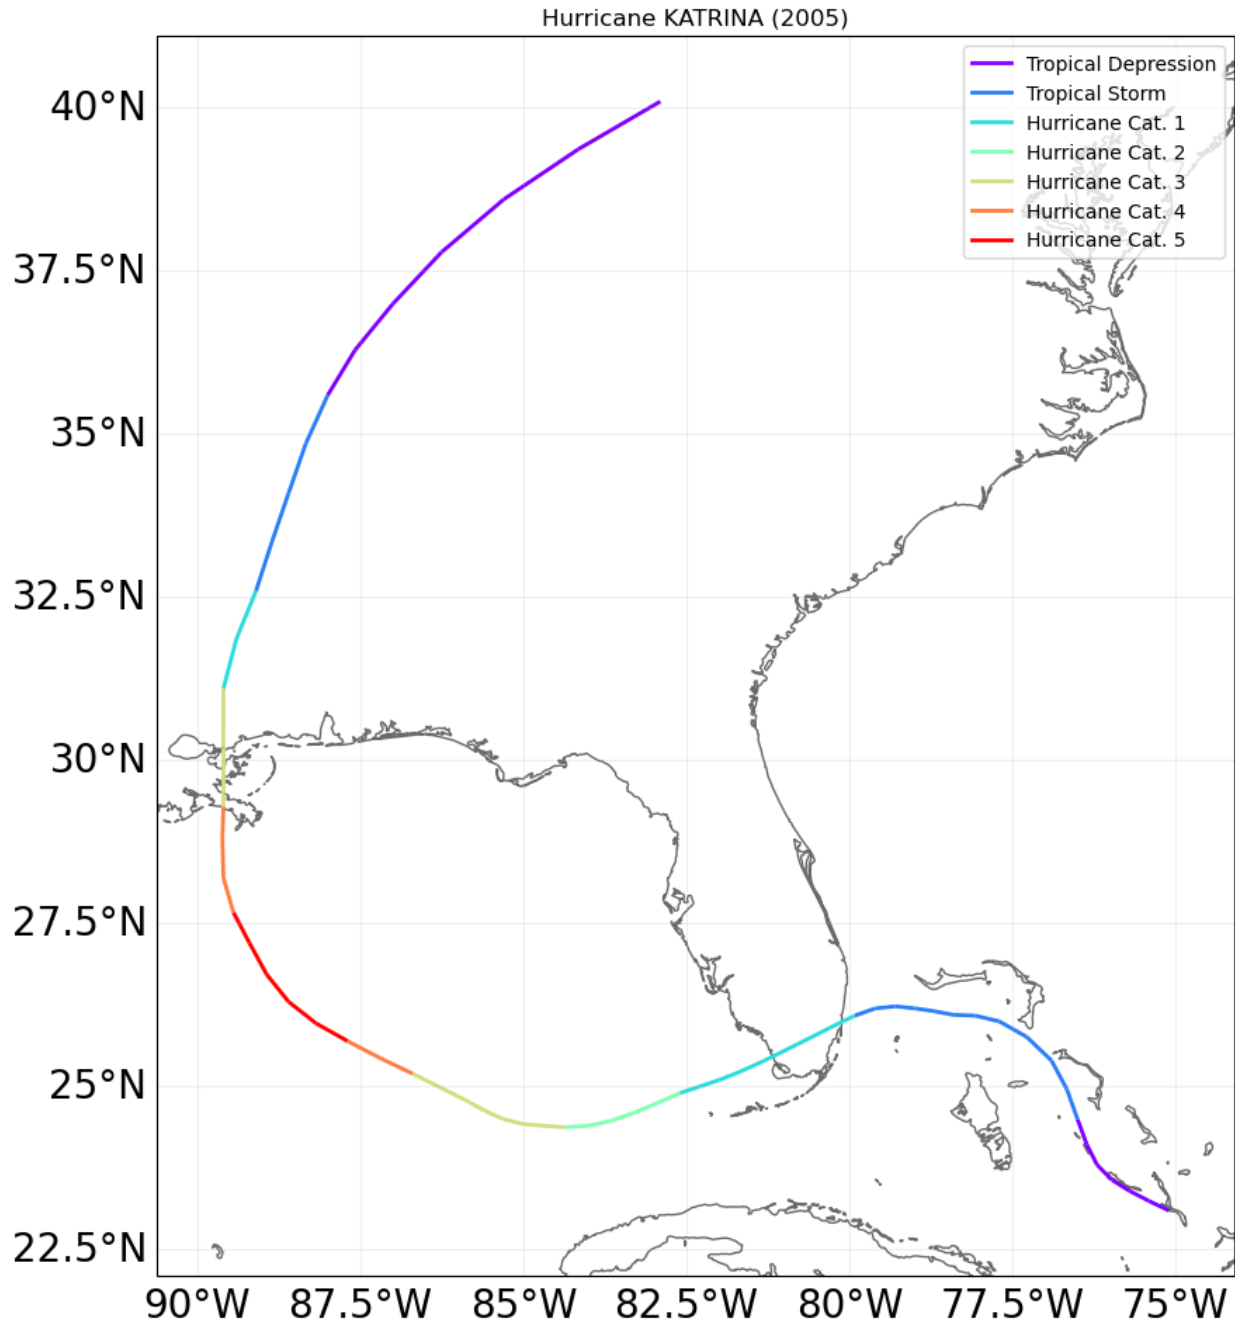 Hurricane KATRINA (2005)
Tropical Depression
Tropical Storm
Hurricane Cat. 1
Hurricane Cat. 2
Hurricane Cat. 3
Hurricane Cat. 4
Hurricane Cat. 5
40°N
37.5°N
35°N
32.5°N
30°N
27.5°N
25°N
22.5°N
90°W 87.5°W 85°W 82.5°W 80°W 77.5°W 75°W